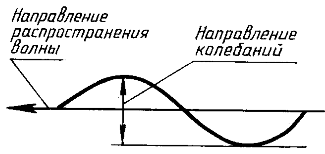 Направление
распространения
волны
Направление
колебаний